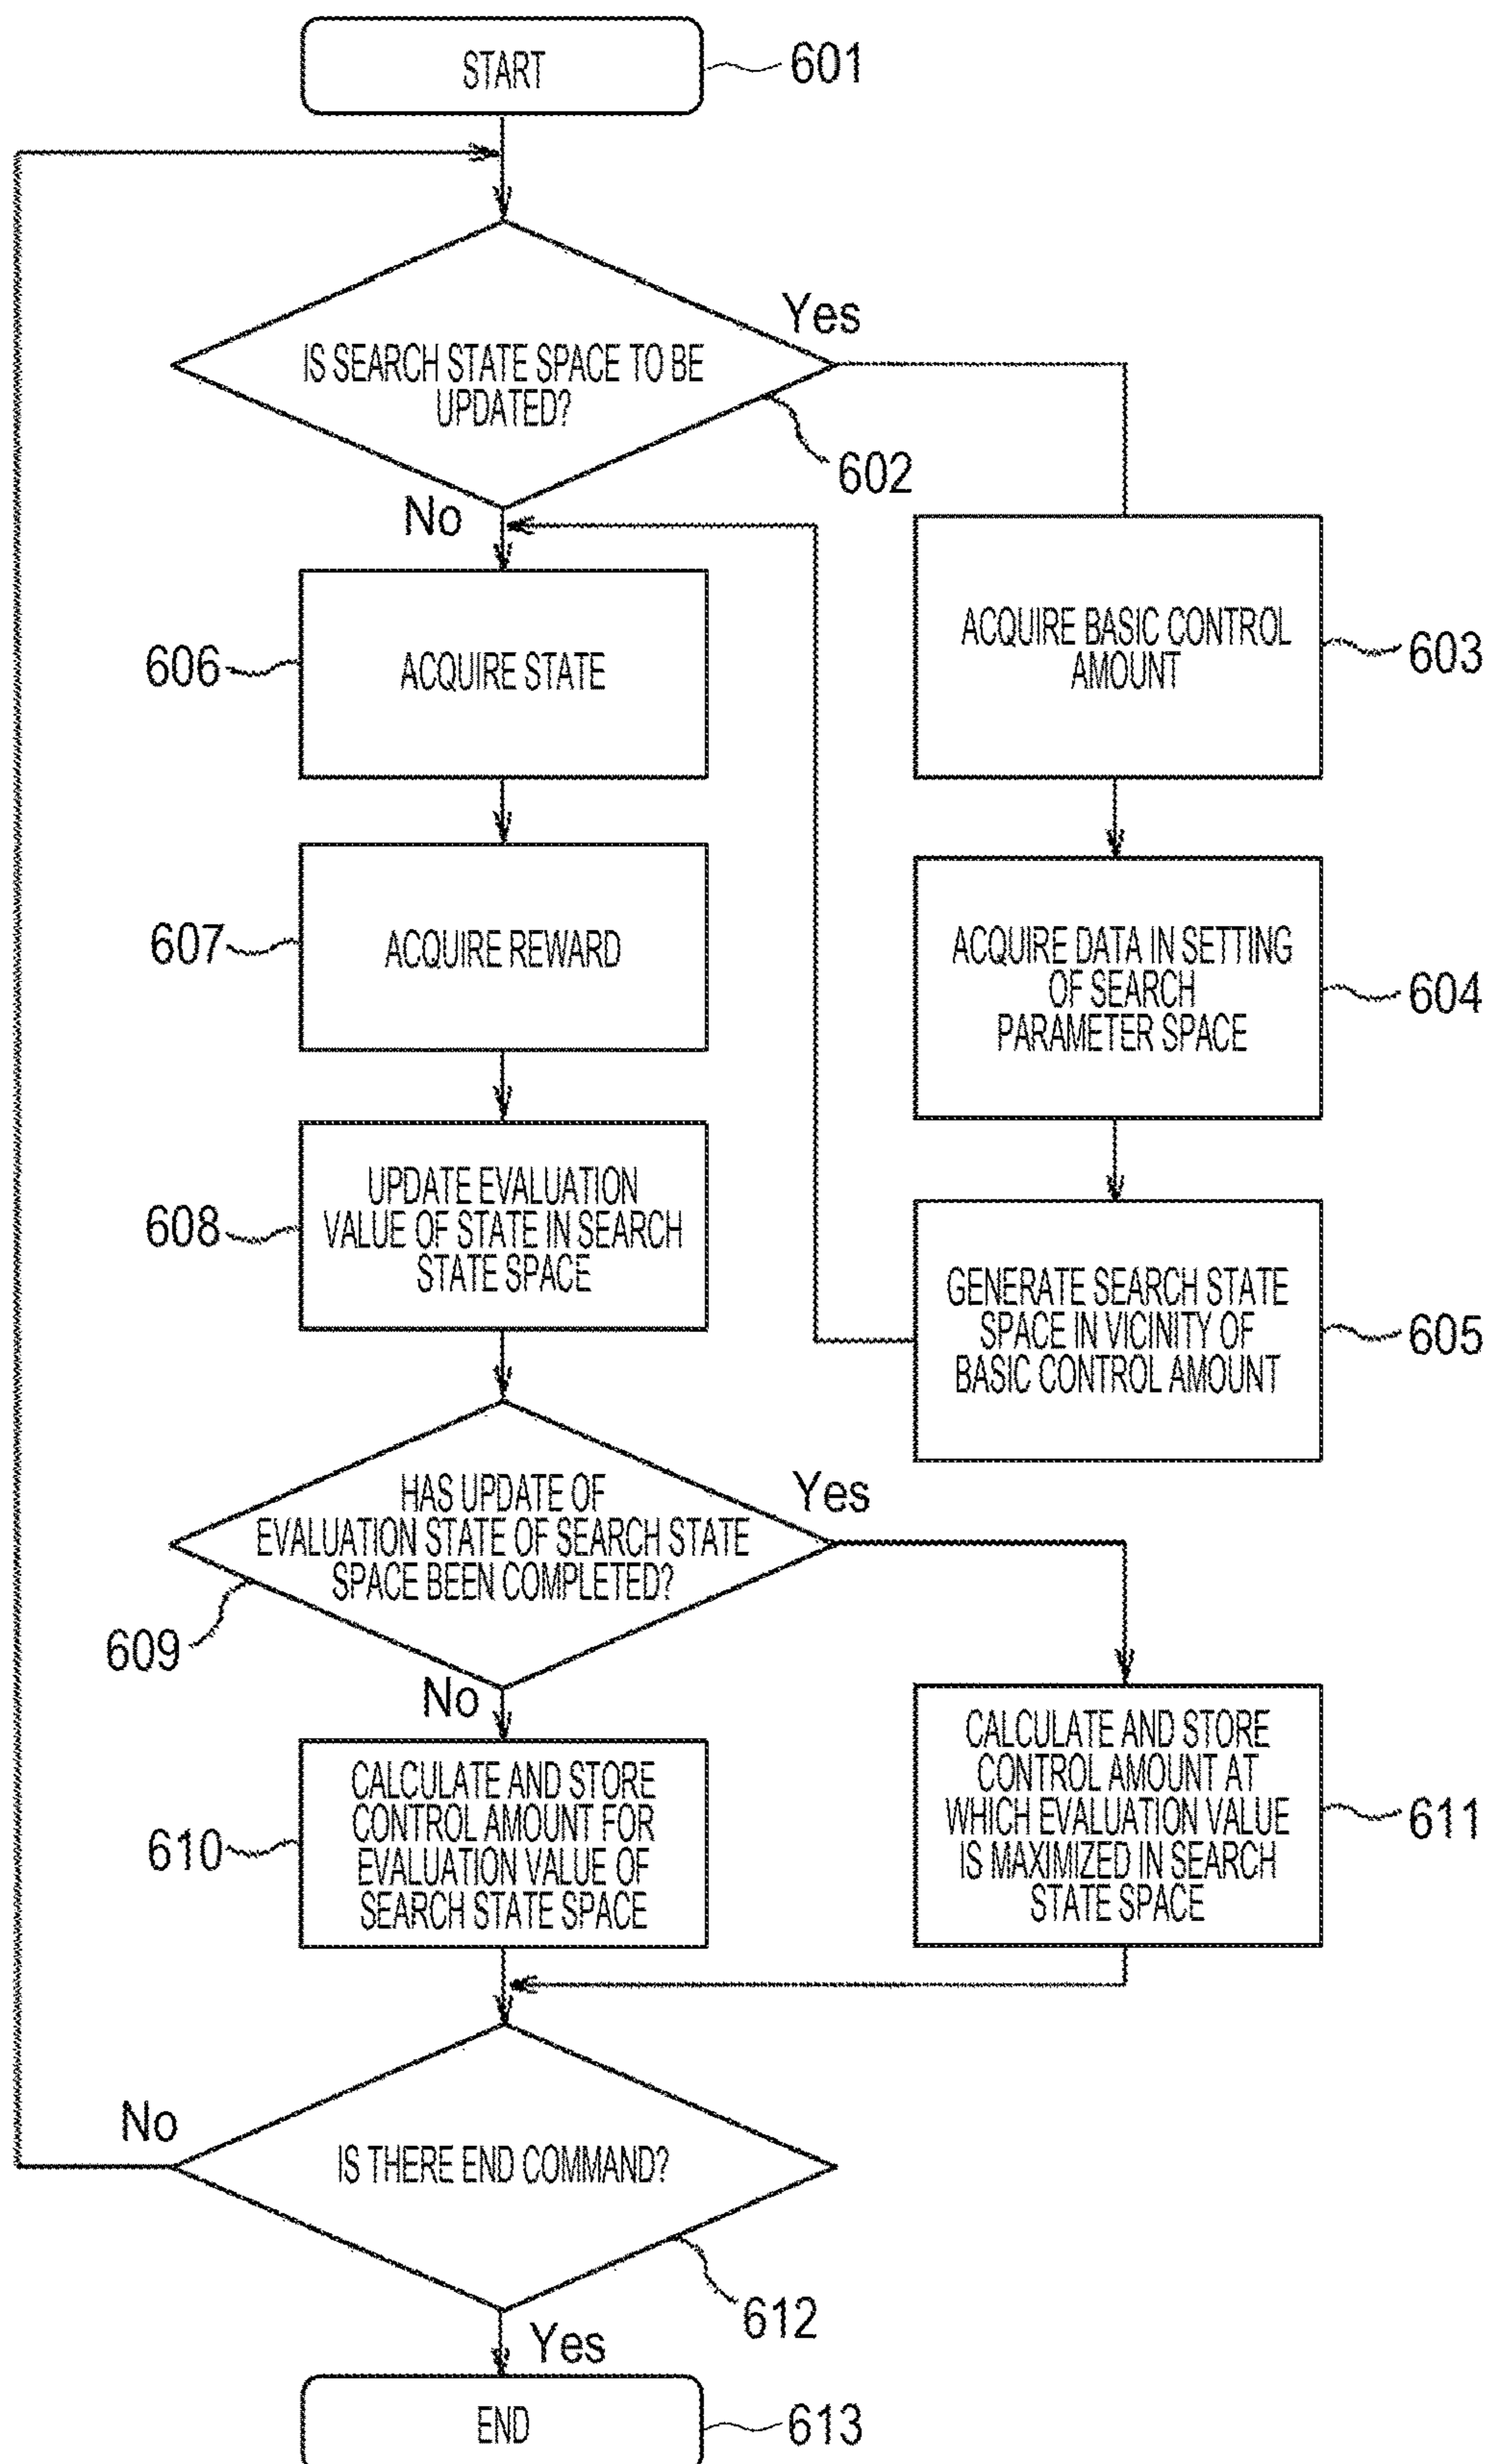 START
601
Yes
IS SEARCH STATE SPACE TO BE
UPDATED?
602
No
ACQUIRE BASIC CONTROL
AMOUNT
603
606
ACQUIRE STATE
607
ACQUIRE REWARD
ACQUIRE DATA IN SETTING
OF SEARCH
PARAMETER SPACE
604
608
UPDATE EVALUATION
VALUE OF STATE IN SEARCH
STATE SPACE
GENERATE SEARCH STATE
SPACE IN VICINITY OF
BASIC CONTROL AMOUNT
605
HAS UPDATE OF
EVALUATION STATE OF SEARCH STATE
SPACE BEEN COMPLETED?
Yes
609
No
610
CALCULATE AND STORE
CONTROL AMOUNT FOR
EVALUATION VALUE OF
SEARCH STATE SPACE
CALCULATE AND STORE
CONTROL AMOUNT AT
WHICH EVALUATION VALUE
IS MAXIMIZED IN SEARCH
STATE SPACE
611
No
IS THERE END COMMAND?
612
Yes
END
613